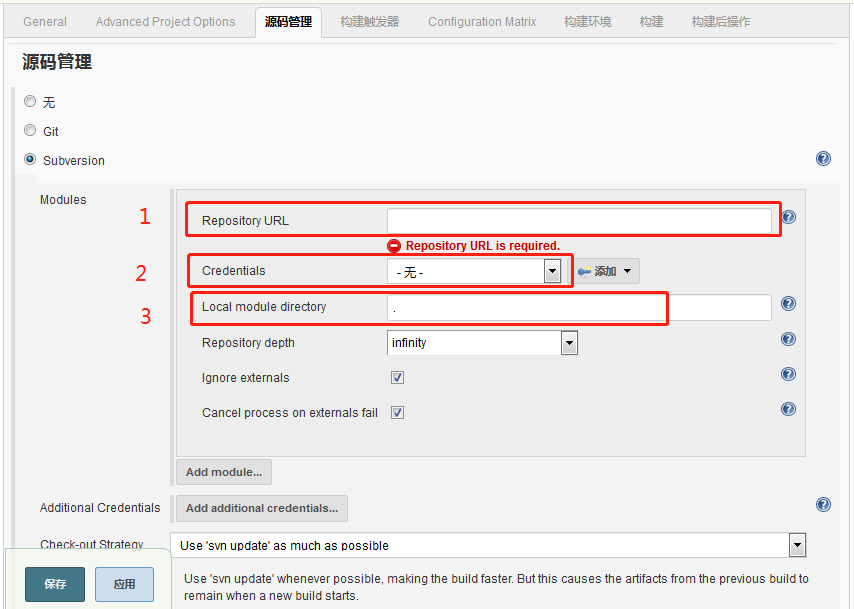 General Advanced Project Options 源码管理 构建触发器 Configuration Matrix 构建环境 构建 构建后操作
源码管理
无
Git
Subversion
Modules
1 Repository URL
Repository URL is required.
2 Credentials - 无 - 添加
3 Local module directory .
Repository depth infinity
Ignore externals
Cancel process on externals fail
Add module...
Additional Credentials Add additional credentials...
Check-out Strategy Use 'svn update' as much as possible
保存 应用 Use 'svn update' whenever possible, making the build faster. But this causes the artifacts from the previous build to
remain when a new build starts.